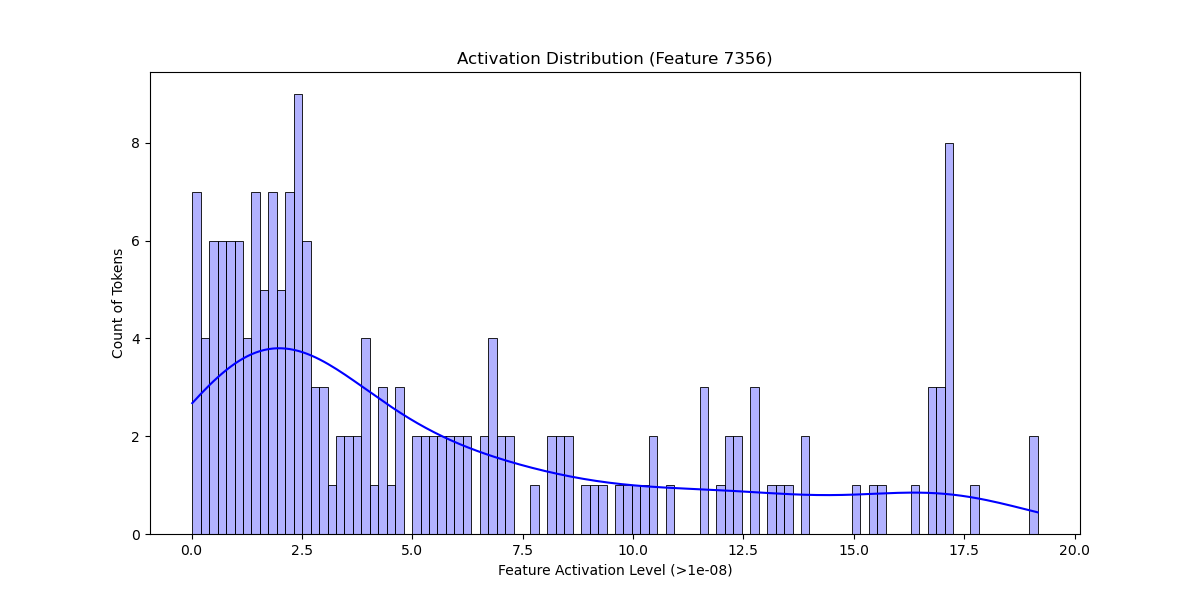 Activation Distribution (Feature 7356)
Count of Tokens
8
6
4
2
0
0.0 2.5 5.0 7.5 10.0 12.5 15.0 17.5 20.0
Feature Activation Level (>1e-08)